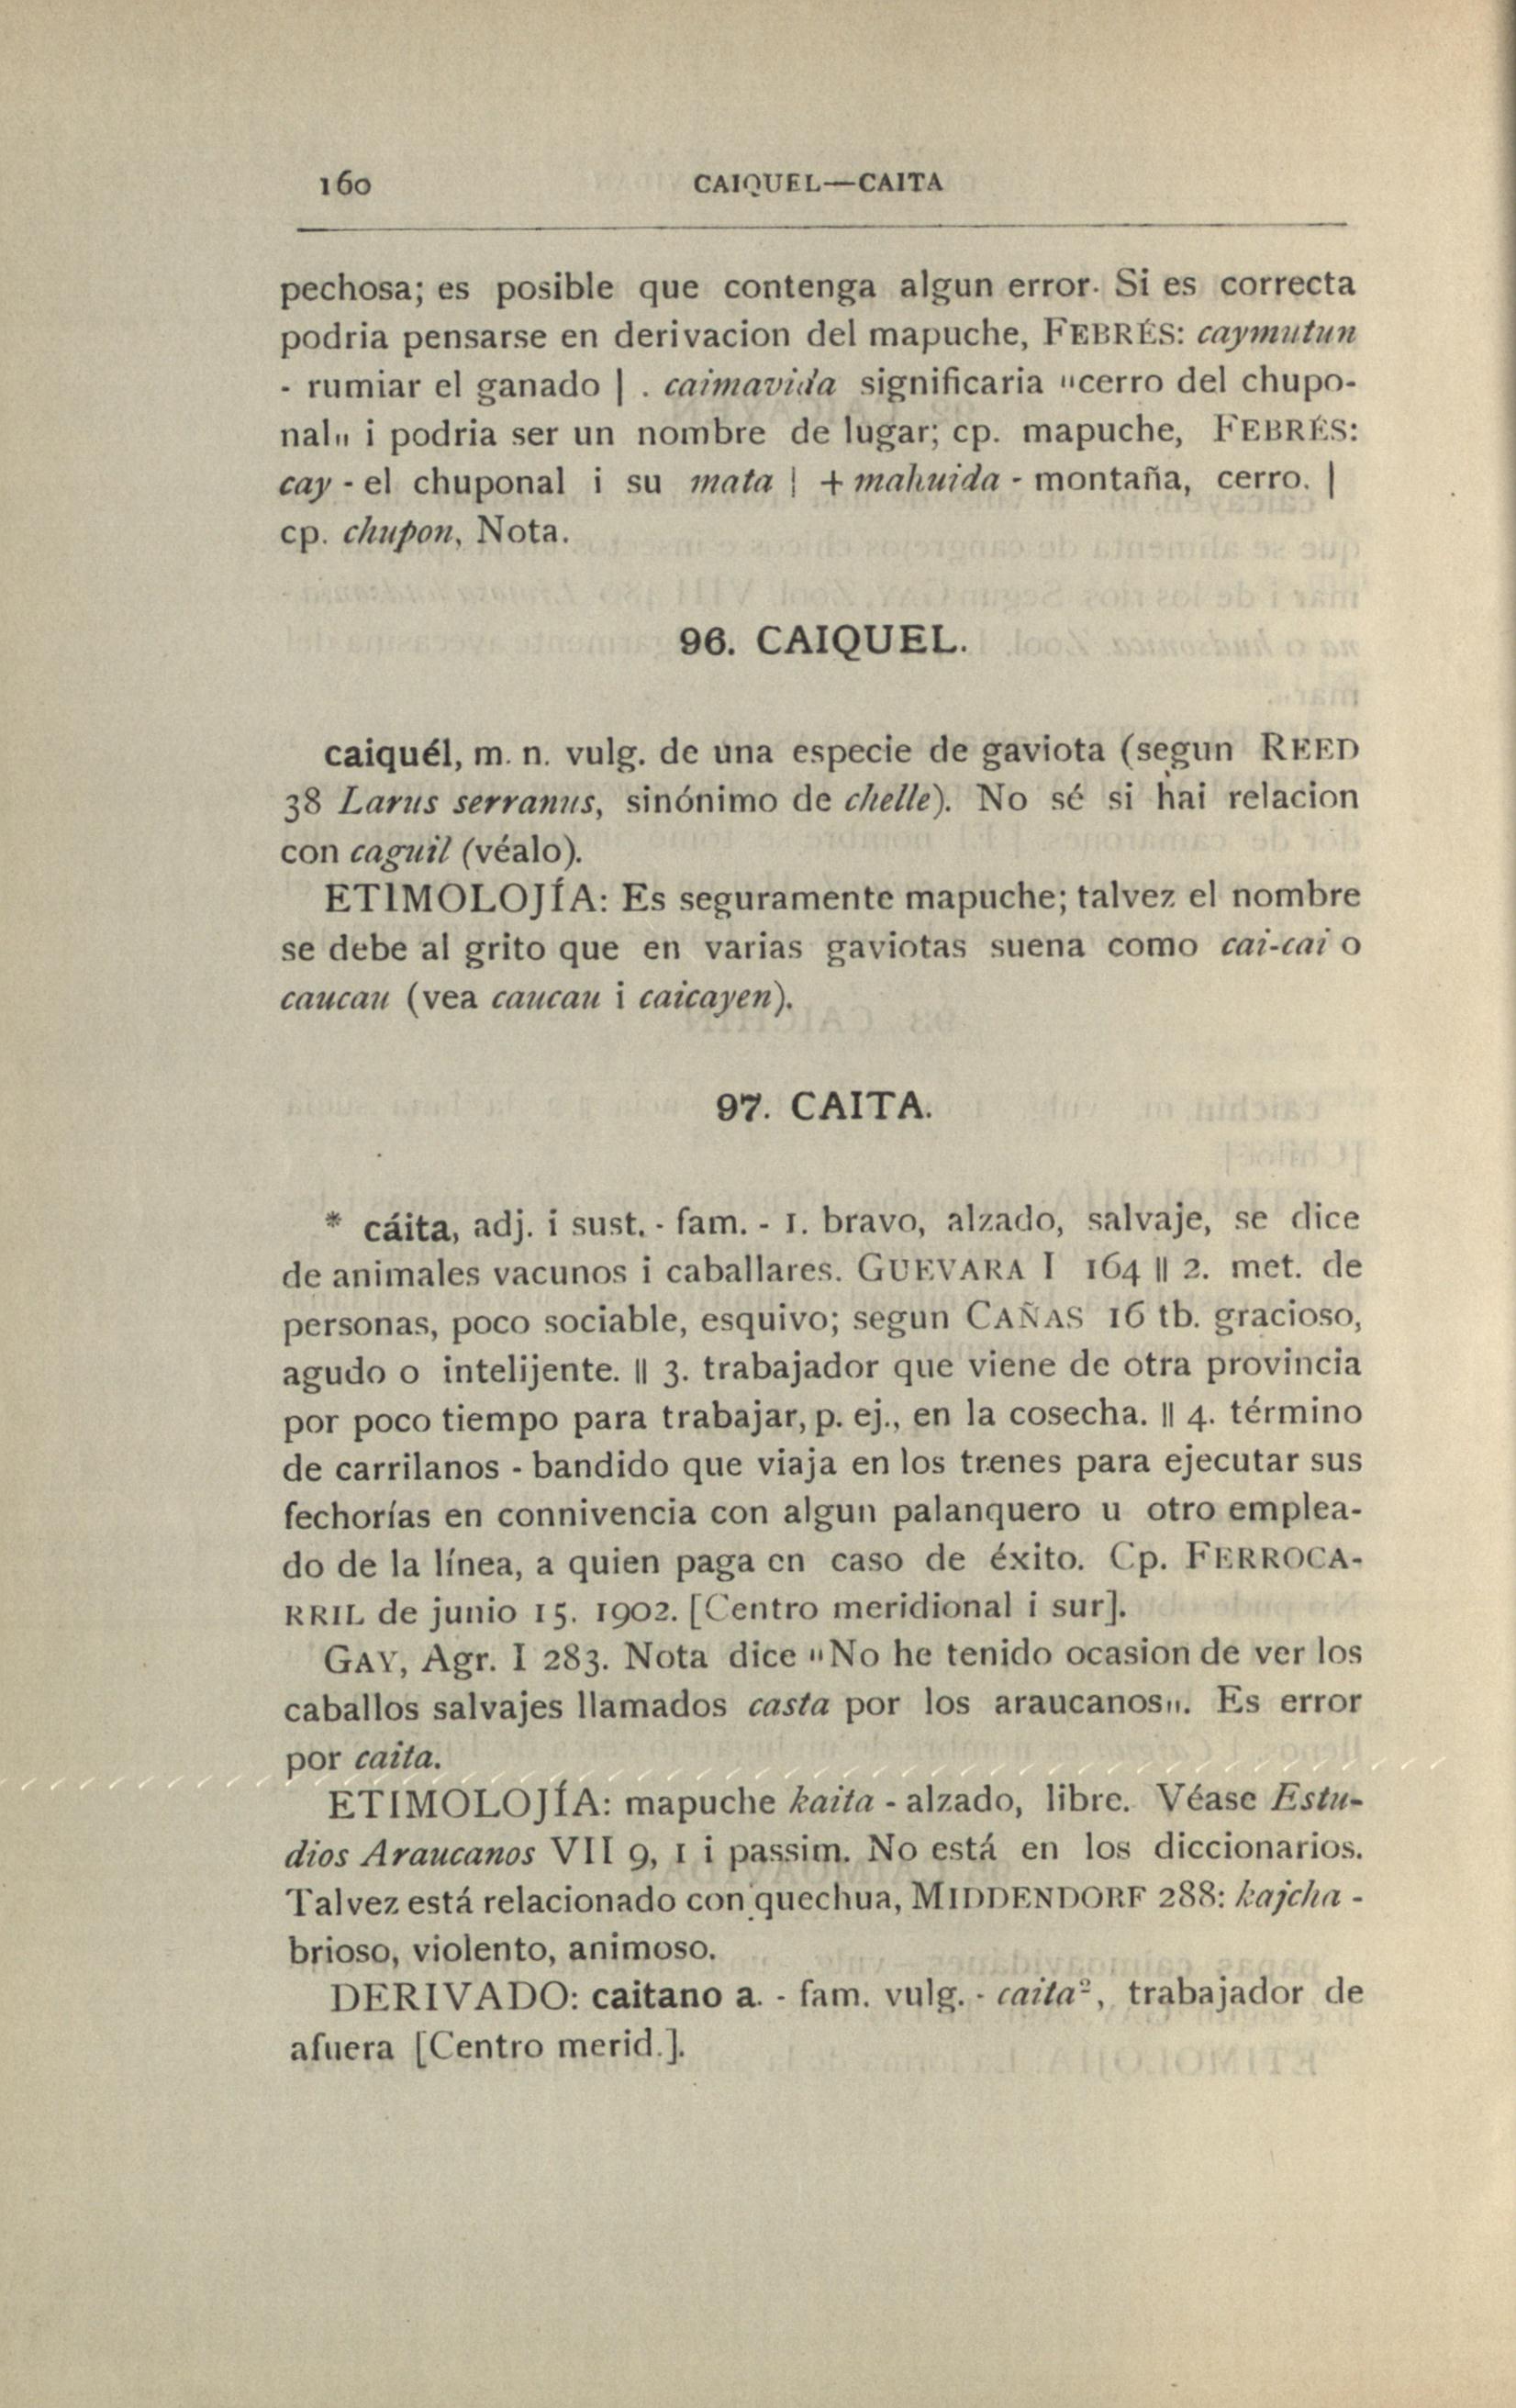 160
CAIQUEL—CAITA
pechosa; es posible que contenga algun error. Si es correcta
podria pensarse en derivacion del mapuche, FEBRÉS: caymutun
- rumiar el ganado | . caimavida significaria "cerro del chupo-
nal„ i podria ser un nombre de lugar; cp. mapuche, FEBRÉS:
cay - el chuponal i su mata | + mahuida - montaña, cerro. |
cp. chupon, Nota.
96. CAIQUEL.
caiquél, m. n. vulg. de una especie de gaviota (segun REED
38 Larus serranus, sinónimo de chelle). No sé si hai relacion
con caguil (véalo).
ETIMOLOJÍA: Es seguramente mapuche; talvez el nombre
se debe al grito que en varias gaviotas suena como cai-cai o
caucau (vea caucau i caicayen).
97. CAITA.
* cáita, adj. i sust. - fam. - 1. bravo, alzado, salvaje, se dice
de animales vacunos i caballares. GUEVARA I 164 || 2. met. de
personas, poco sociable, esquivo; segun CAÑAS 16 tb. gracioso,
agudo o intelijente. || 3. trabajador que viene de otra provincia
por poco tiempo para trabajar, p. ej., en la cosecha. || 4. término
de carrilanos - bandido que viaja en los trenes para ejecutar sus
fechorías en connivencia con algun palanquero u otro emplea-
do de la línea, a quien paga en caso de éxito. Cp. FERROCA-
RRIL de junio 15. 1902. [Centro meridional i sur].
GAY, Agr. I 283. Nota dice "No he tenido ocasion de ver los
caballos salvajes llamados casta por los araucanos„. Es error
por caita.
ETIMOLOJÍA: mapuche kaita - alzado, libre. Véase Estu-
dios Araucanos VII 9, 1 i passim. No está en los diccionarios.
Talvez está relacionado con quechua, MIDDENDORF 288: kajcha -
brioso, violento, animoso.
DERIVADO: caitano a. - fam. vulg. - caita², trabajador de
afuera [Centro merid.].